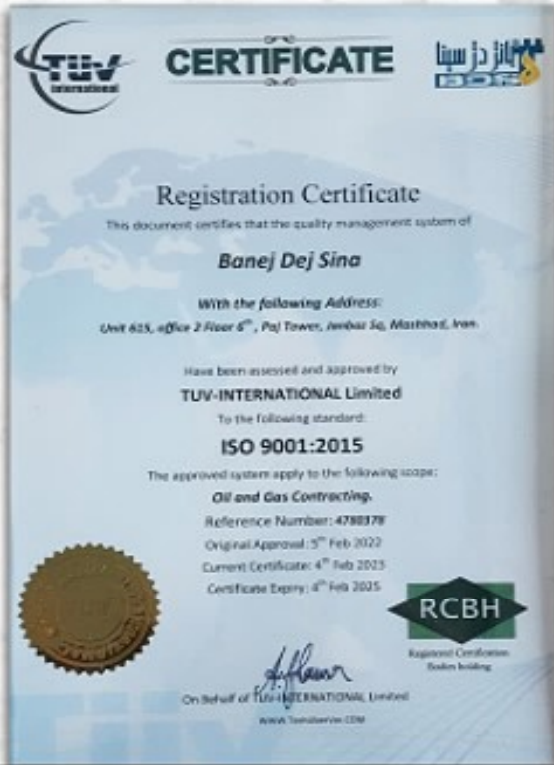 TÜV
International
CERTIFICATE
بانژ دژ سینا
BDS
Registration Certificate
This document certifies that the quality management system of
Banej Dej Sina
With the following Address:
Unit 615, office 2 Floor 6th, Paj Tower, Janbaz Sq, Mashhad, Iran.
Have been assessed and approved by
TUV-INTERNATIONAL Limited
To the following standard:
ISO 9001:2015
The approved system apply to the following scope:
Oil and Gas Contracting.
Reference Number: 4780378
Original Approval: 5th Feb 2022
Current Certificate: 4th Feb 2023
Certificate Expiry: 4th Feb 2025
RCBH
Registered Certification
Bodies holding
On Behalf of TUV-INTERNATIONAL Limited